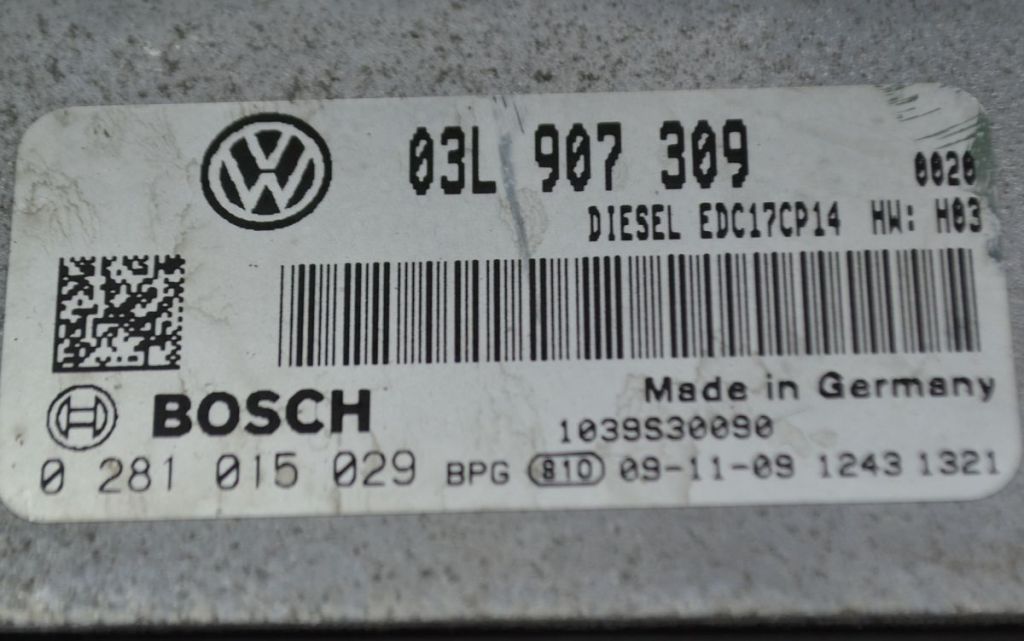 03L 907 309
0020
DIESEL EDC17CP14 HW: H03
Made in Germany
BOSCH
1039S30090
0 281 015 029 BPG 810 09-11-09 1243 1321